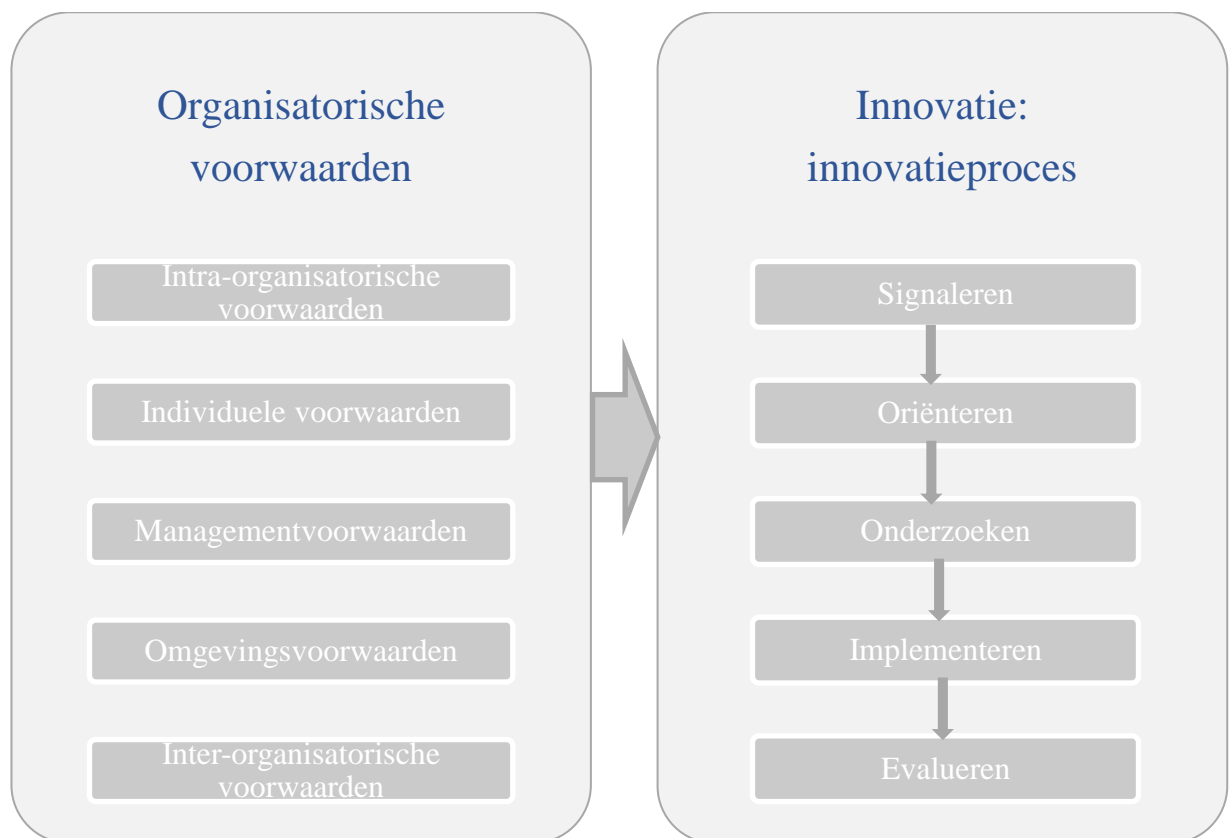 Organisatorische
voorwaarden
Intra-organisatorische
voorwaarden
Individuele voorwaarden
Managementvoorwaarden
Omgevingsvoorwaarden
Inter-organisatorische
voorwaarden
Innovatie:
innovatieproces
Signaleren
Oriënteren
Onderzoeken
Implementeren
Evalueren